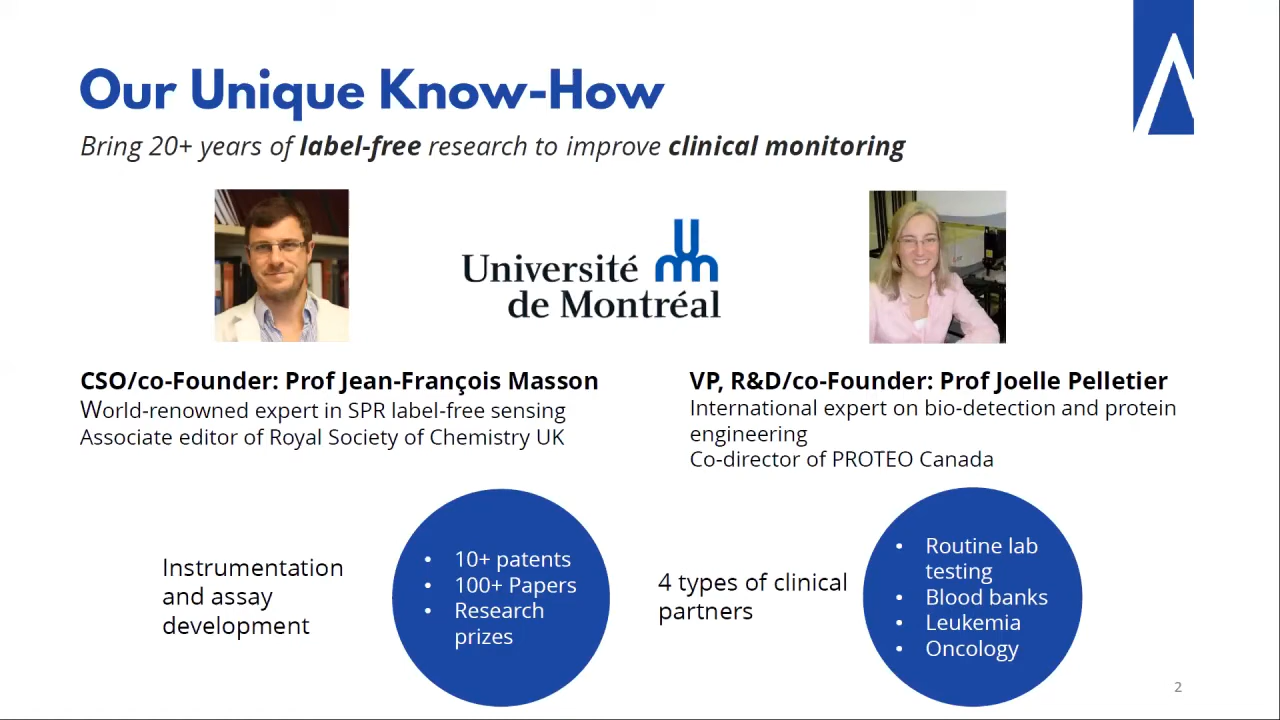 Our Unique Know-How
Bring 20+ years of label-free research to improve clinical monitoring
Université
de Montréal
CSO/co-Founder: Prof Jean-François Masson
World-renowned expert in SPR label-free sensing
Associate editor of Royal Society of Chemistry UK
VP, R&D/co-Founder: Prof Joelle Pelletier
International expert on bio-detection and protein
engineering
Co-director of PROTEO Canada
Instrumentation
and assay
development
• 10+ patents
• 100+ Papers
• Research
prizes
4 types of clinical
partners
• Routine lab
testing
• Blood banks
• Leukemia
• Oncology
2